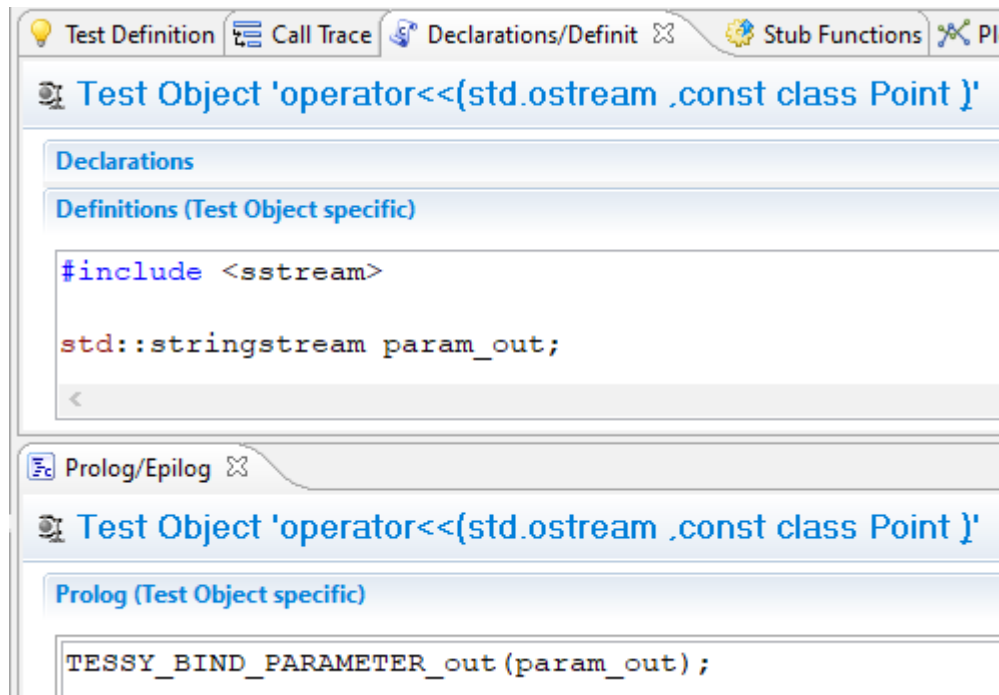 Test Definition Call Trace Declarations/Definit Stub Functions Pl
Test Object 'operator<<(std.ostream ,const class Point )'
Declarations
Definitions (Test Object specific)
#include <sstream>
std::stringstream param_out;
Prolog/Epilog
Test Object 'operator<<(std.ostream ,const class Point )'
Prolog (Test Object specific)
TESSY_BIND_PARAMETER_out(param_out);